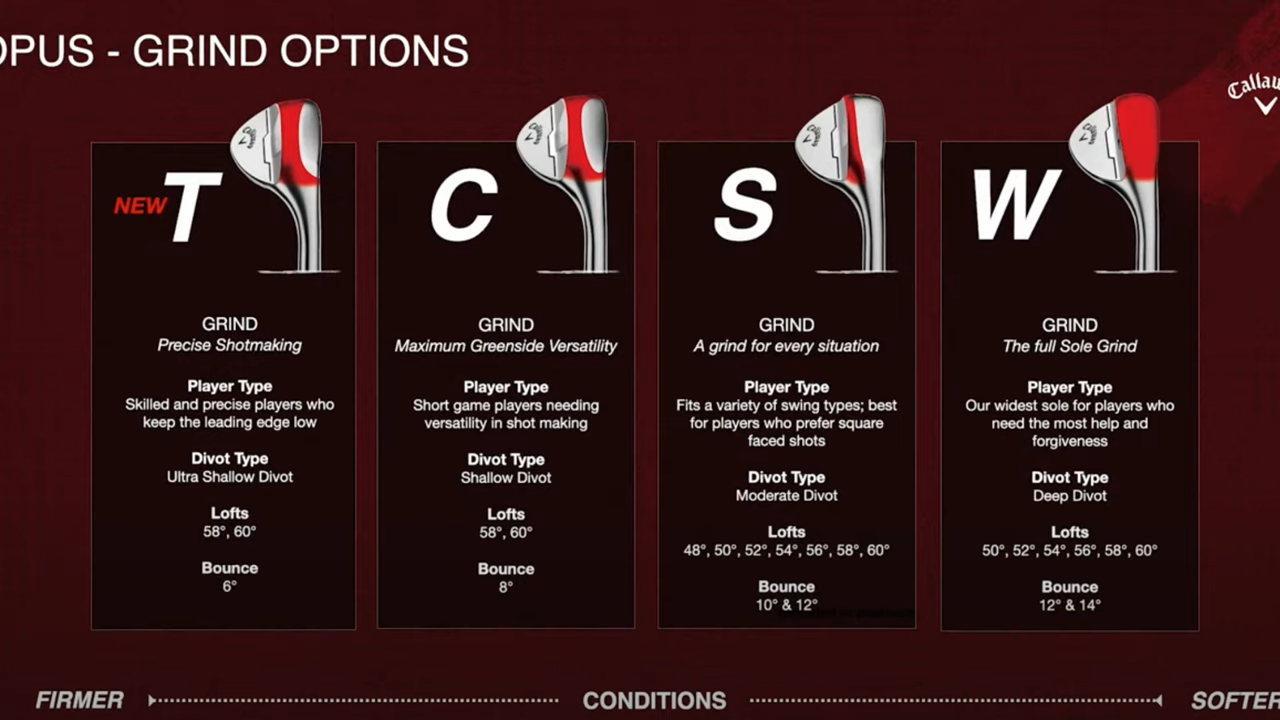 OPUS - GRIND OPTIONS
Callaw
NEW T
C
S
W
GRIND
Precise Shotmaking
Player Type
Skilled and precise players who
keep the leading edge low
Divot Type
Ultra Shallow Divot
Lofts
58°, 60°
Bounce
6°
GRIND
Maximum Greenside Versatility
Player Type
Short game players needing
versatility in shot making
Divot Type
Shallow Divot
Lofts
58°, 60°
Bounce
8°
GRIND
A grind for every situation
Player Type
Fits a variety of swing types; best
for players who prefer square
faced shots
Divot Type
Moderate Divot
Lofts
48°, 50°, 52°, 54°, 56°, 58°, 60°
Bounce
10° & 12°
GRIND
The full Sole Grind
Player Type
Our widest sole for players who
need the most help and
forgiveness
Divot Type
Deep Divot
Lofts
50°, 52°, 54°, 56°, 58°, 60°
Bounce
12° & 14°
FIRMER CONDITIONS SOFTER